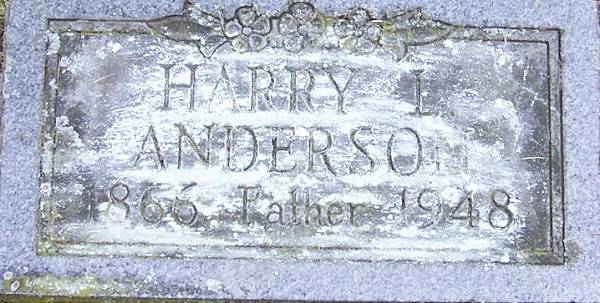 HARRY L.
ANDERSON
1866 Father 1948